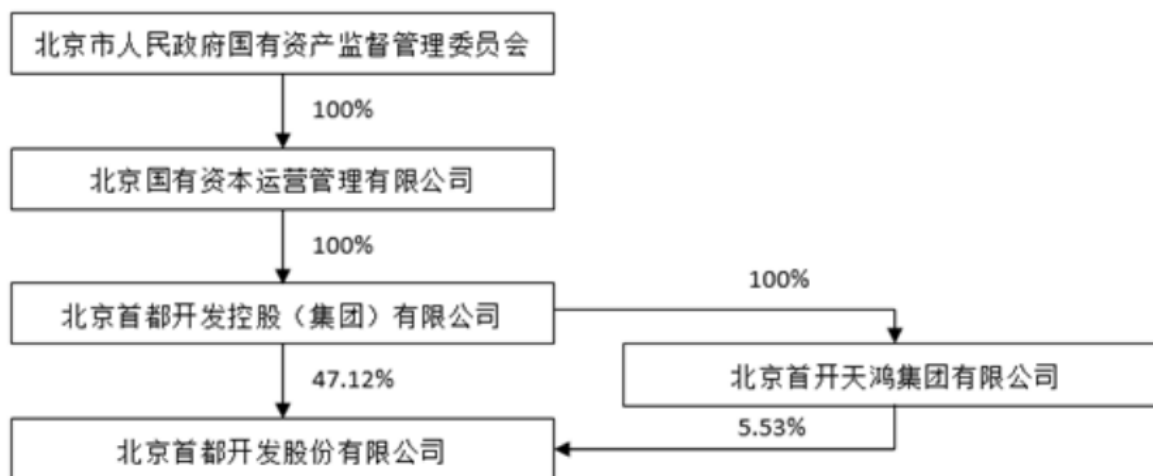 北京市人民政府国有资产监督管理委员会
100%
北京国有资本运营管理有限公司
100%
100%
北京首都开发控股（集团）有限公司
北京首开天鸿集团有限公司
47.12%
5.53%
北京首都开发股份有限公司